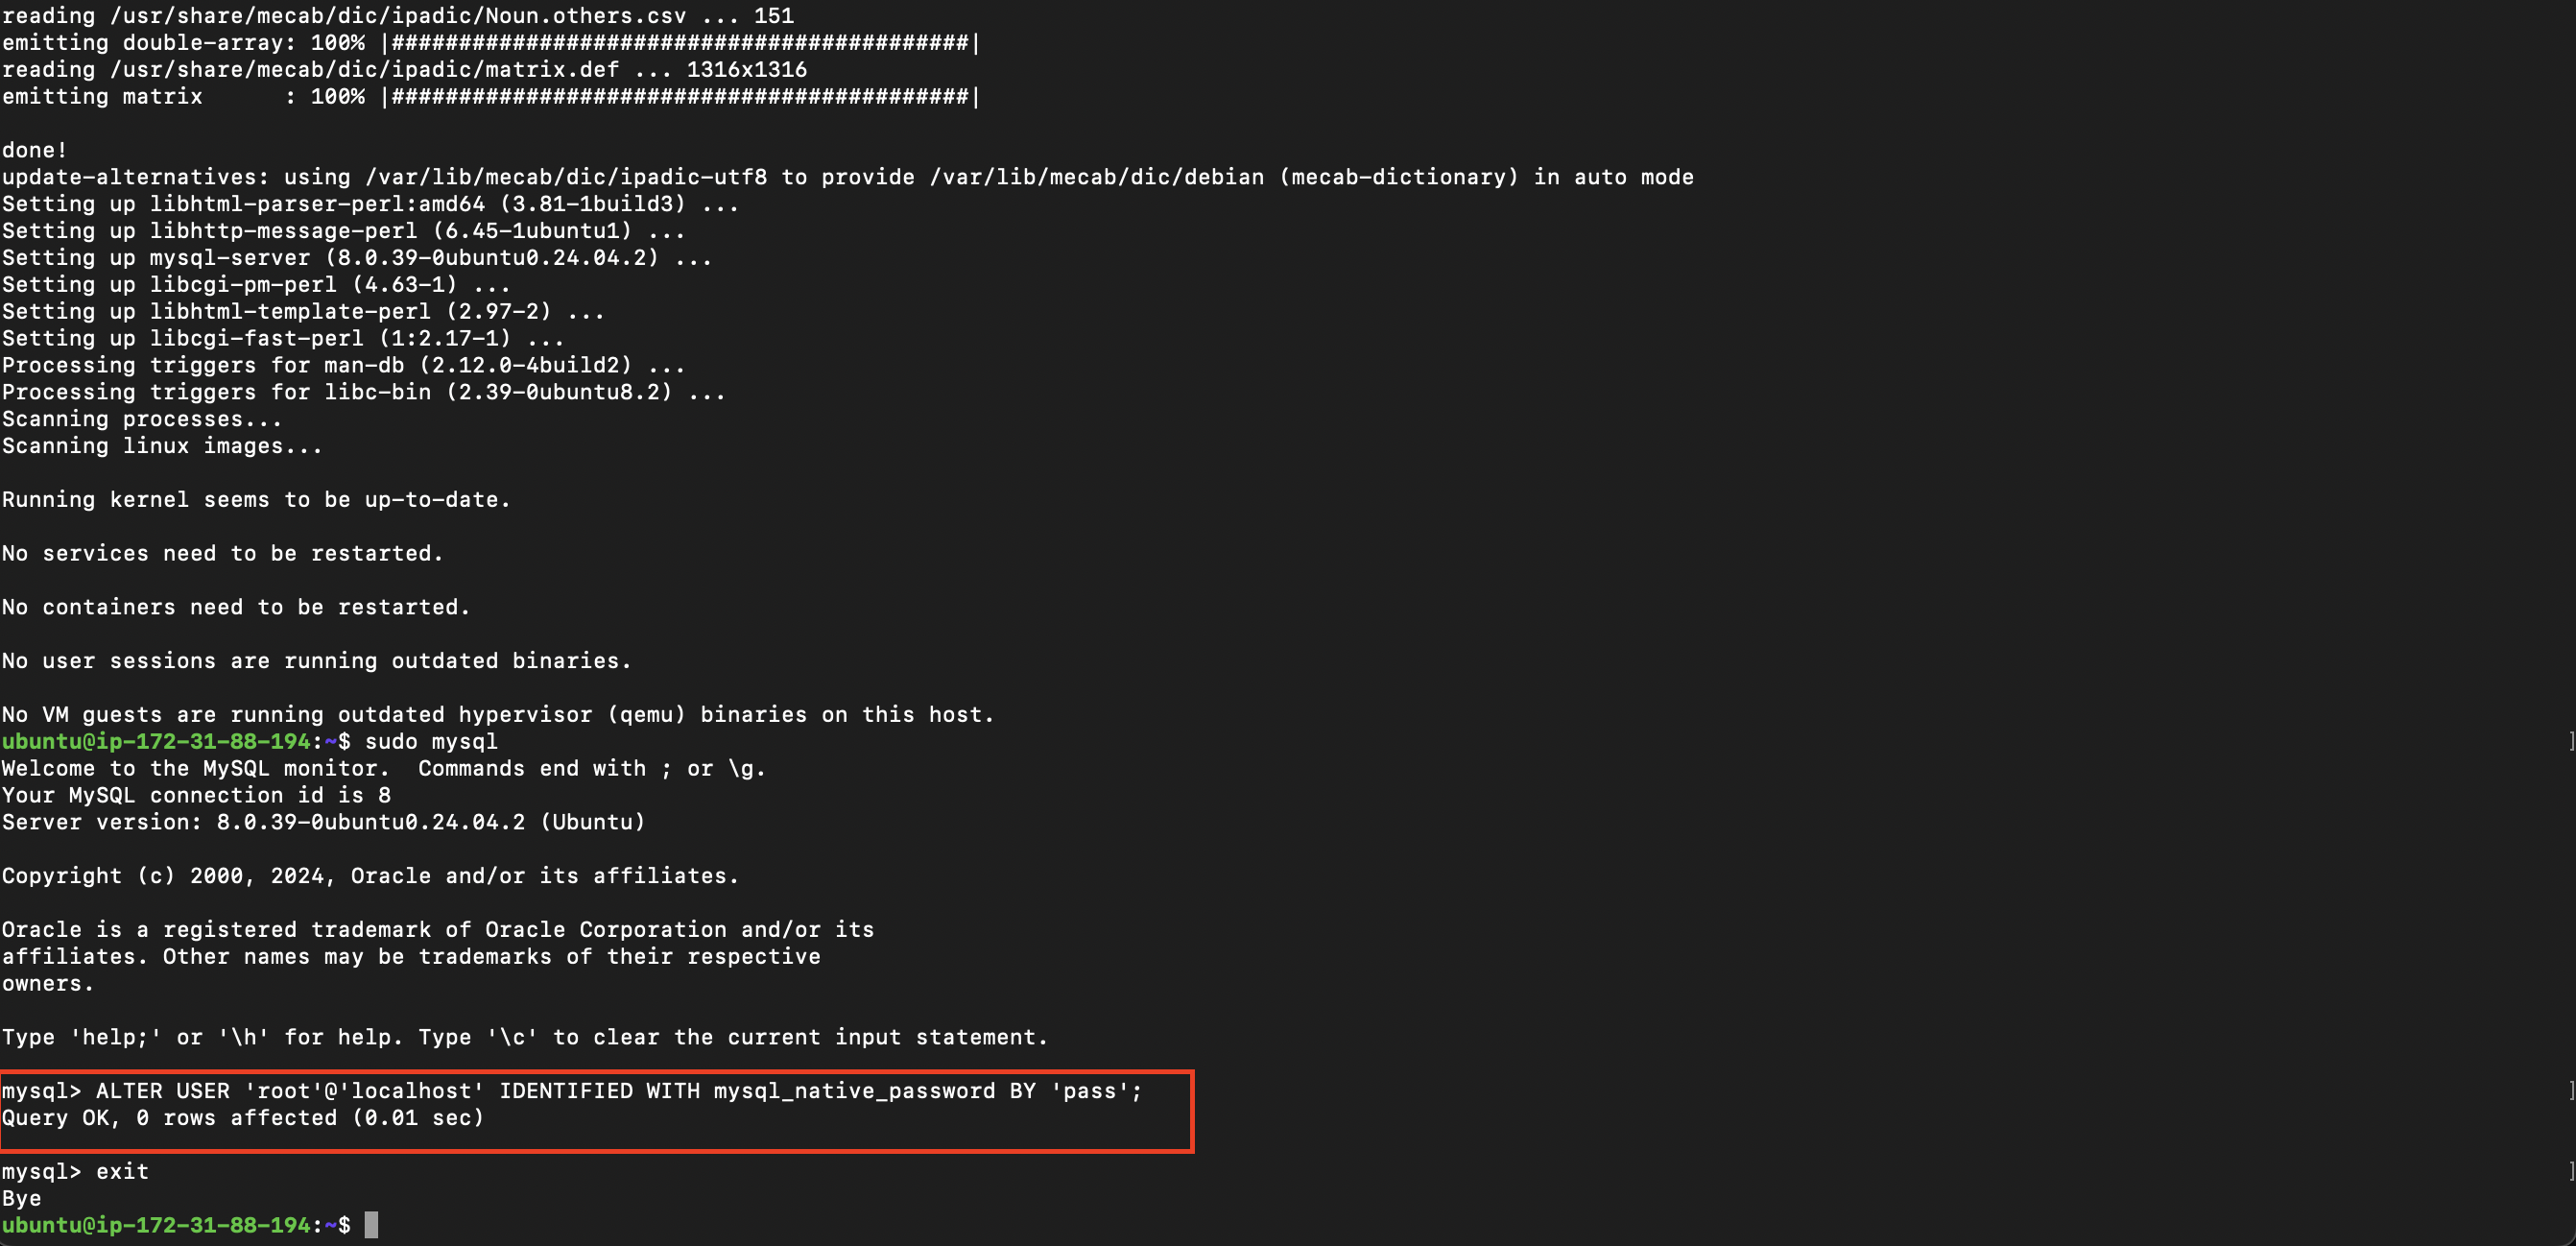 reading /usr/share/mecab/dic/ipadic/Noun.others.csv ... 151
emitting double-array: 100% |###########################################|
reading /usr/share/mecab/dic/ipadic/matrix.def ... 1316x1316
emitting matrix      : 100% |###########################################|
done!
update-alternatives: using /var/lib/mecab/dic/ipadic-utf8 to provide /var/lib/mecab/dic/debian (mecab-dictionary) in auto mode
Setting up libhtml-parser-perl:amd64 (3.81-1build3) ...
Setting up libhttp-message-perl (6.45-1ubuntu1) ...
Setting up mysql-server (8.0.39-0ubuntu0.24.04.2) ...
Setting up libcgi-pm-perl (4.63-1) ...
Setting up libhtml-template-perl (2.97-2) ...
Setting up libcgi-fast-perl (1:2.17-1) ...
Processing triggers for man-db (2.12.0-4build2) ...
Processing triggers for libc-bin (2.39-0ubuntu8.2) ...
Scanning processes...
Scanning linux images...
Running kernel seems to be up-to-date.
No services need to be restarted.
No containers need to be restarted.
No user sessions are running outdated binaries.
No VM guests are running outdated hypervisor (qemu) binaries on this host.
ubuntu@ip-172-31-88-194:~$ sudo mysql ]
Welcome to the MySQL monitor.  Commands end with ; or \g.
Your MySQL connection id is 8
Server version: 8.0.39-0ubuntu0.24.04.2 (Ubuntu)
Copyright (c) 2000, 2024, Oracle and/or its affiliates.
Oracle is a registered trademark of Oracle Corporation and/or its
affiliates. Other names may be trademarks of their respective
owners.
Type 'help;' or '\h' for help. Type '\c' to clear the current input statement.
mysql> ALTER USER 'root'@'localhost' IDENTIFIED WITH mysql_native_password BY 'pass'; ]
Query OK, 0 rows affected (0.01 sec)
mysql> exit ]
Bye
ubuntu@ip-172-31-88-194:~$